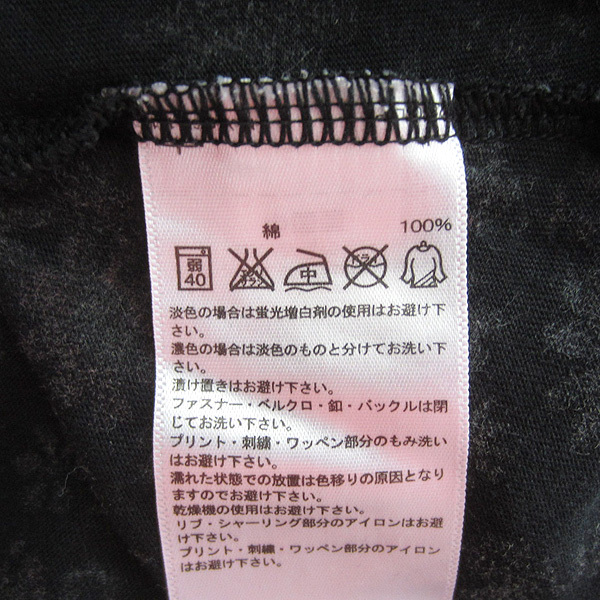 綿 100%
弱 40 エンソサラシ 中 ドライ
淡色の場合は蛍光増白剤の使用はお避け下
さい。
濃色の場合は淡色のものと分けてお洗い下
さい。
漬け置きはお避け下さい。
ファスナー・ベルクロ・釦・バックルは閉
じてお洗い下さい。
プリント・刺繍・ワッペン部分のもみ洗い
はお避け下さい。
濡れた状態での放置は色移りの原因となり
ますのでお避け下さい。
乾燥機の使用はお避け下さい。
リブ・シャーリング部分のアイロンはお避
け下さい。
プリント・刺繍・ワッペン部分のアイロン
はお避け下さい。